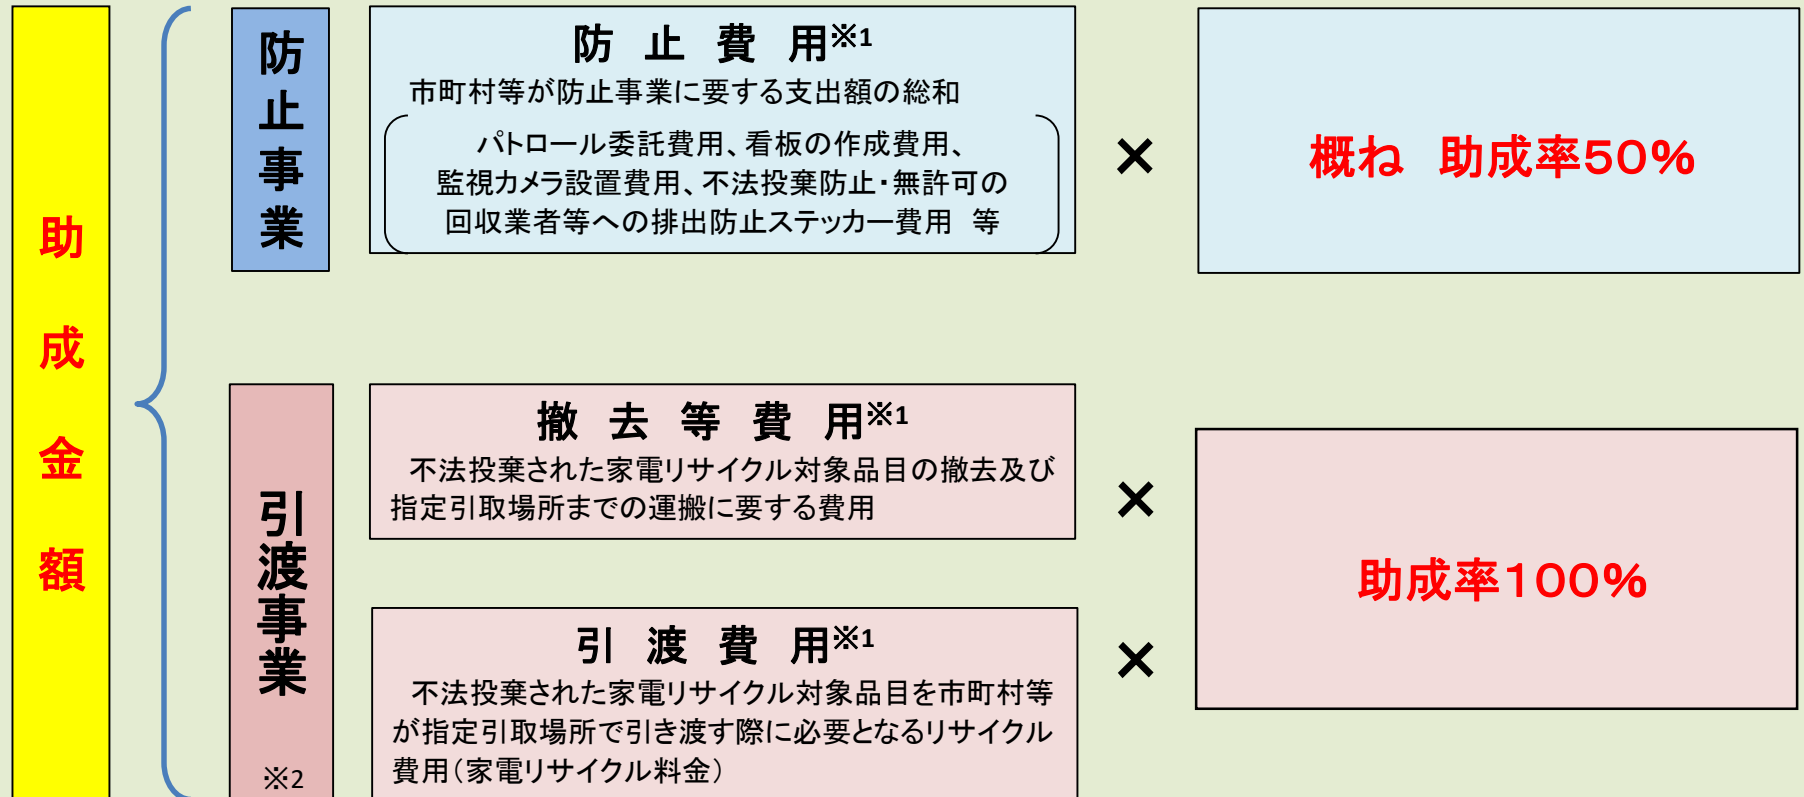 助成金額
防止事業
防止費用※1
市町村等が防止事業に要する支出額の総和
パトロール委託費用、看板の作成費用、
監視カメラ設置費用、不法投棄防止・無許可の
回収業者等への排出防止ステッカー費用 等
×
概ね 助成率50%
引渡事業
※2
撤去等費用※1
不法投棄された家電リサイクル対象品目の撤去及び
指定引取場所までの運搬に要する費用
×
引渡費用※1
不法投棄された家電リサイクル対象品目を市町村等
が指定引取場所で引き渡す際に必要となるリサイクル
費用(家電リサイクル料金)
×
助成率100%